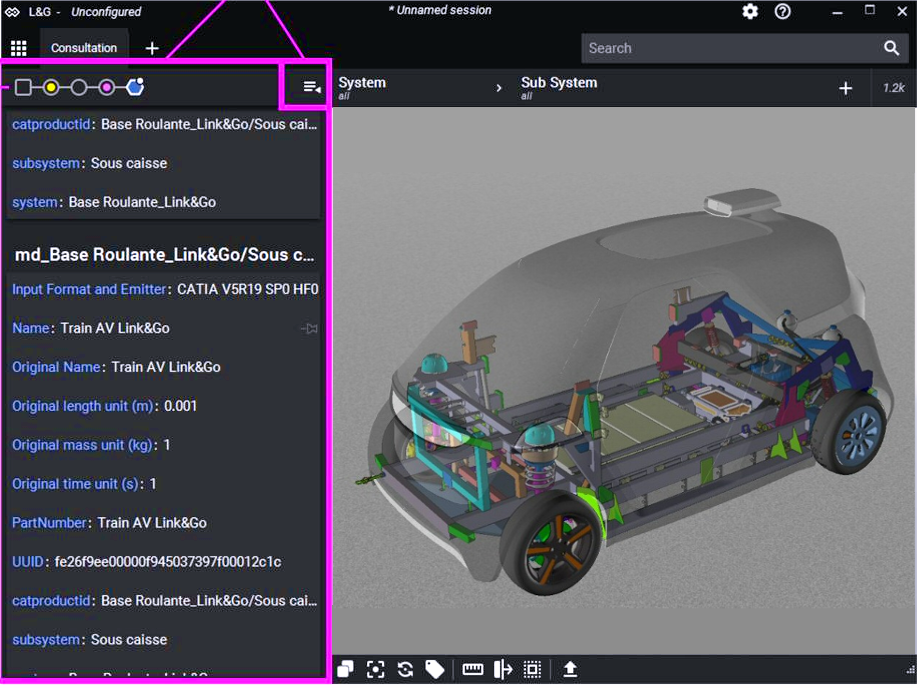 L&G - Unconfigured
* Unnamed session
Consultation
Search
System
all
Sub System
all
1.2k
catproductid: Base Roulante_Link&Go/Sous cai...
subsystem: Sous caisse
system: Base Roulante_Link&Go
md_Base Roulante_Link&Go/Sous c...
Input Format and Emitter: CATIA V5R19 SP0 HF0
Name: Train AV Link&Go
Original Name: Train AV Link&Go
Original length unit (m): 0.001
Original mass unit (kg): 1
Original time unit (s): 1
PartNumber: Train AV Link&Go
UUID: fe26f9ee00000f945037397f00012c1c
catproductid: Base Roulante_Link&Go/Sous cai...
subsystem: Sous caisse